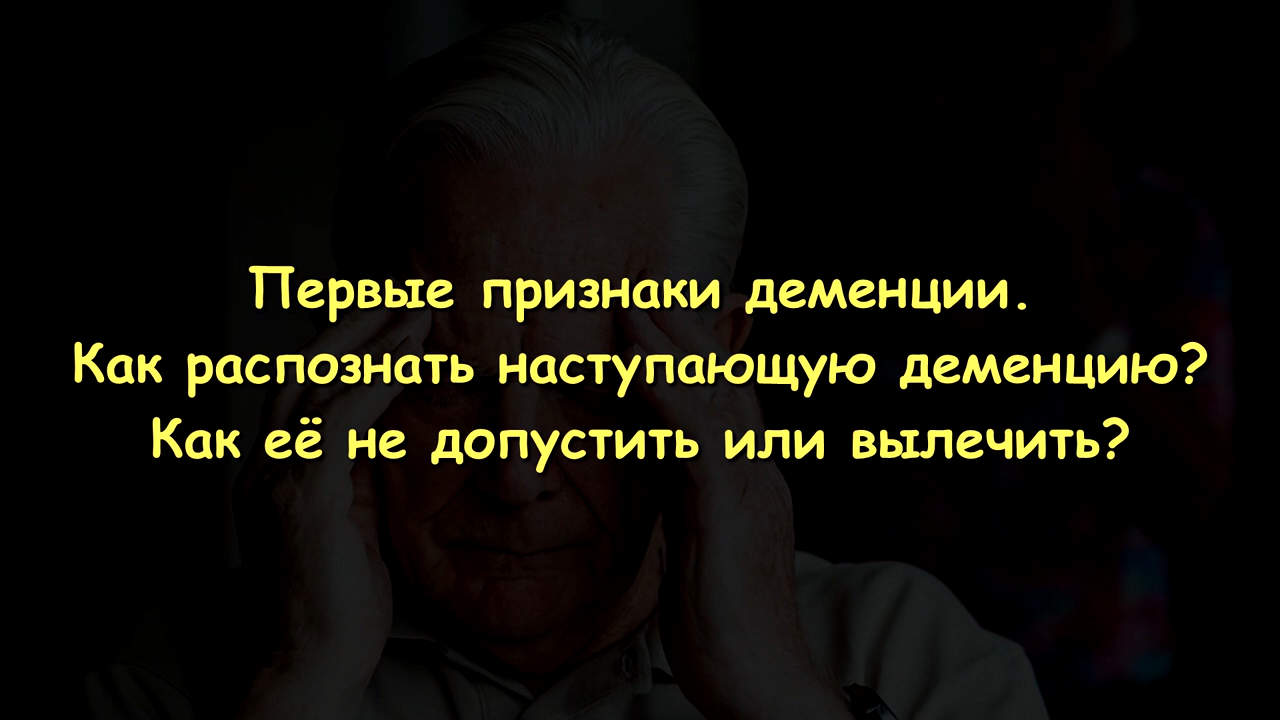 Первые признаки деменции.
Как распознать наступающую деменцию?
Как её не допустить или вылечить?